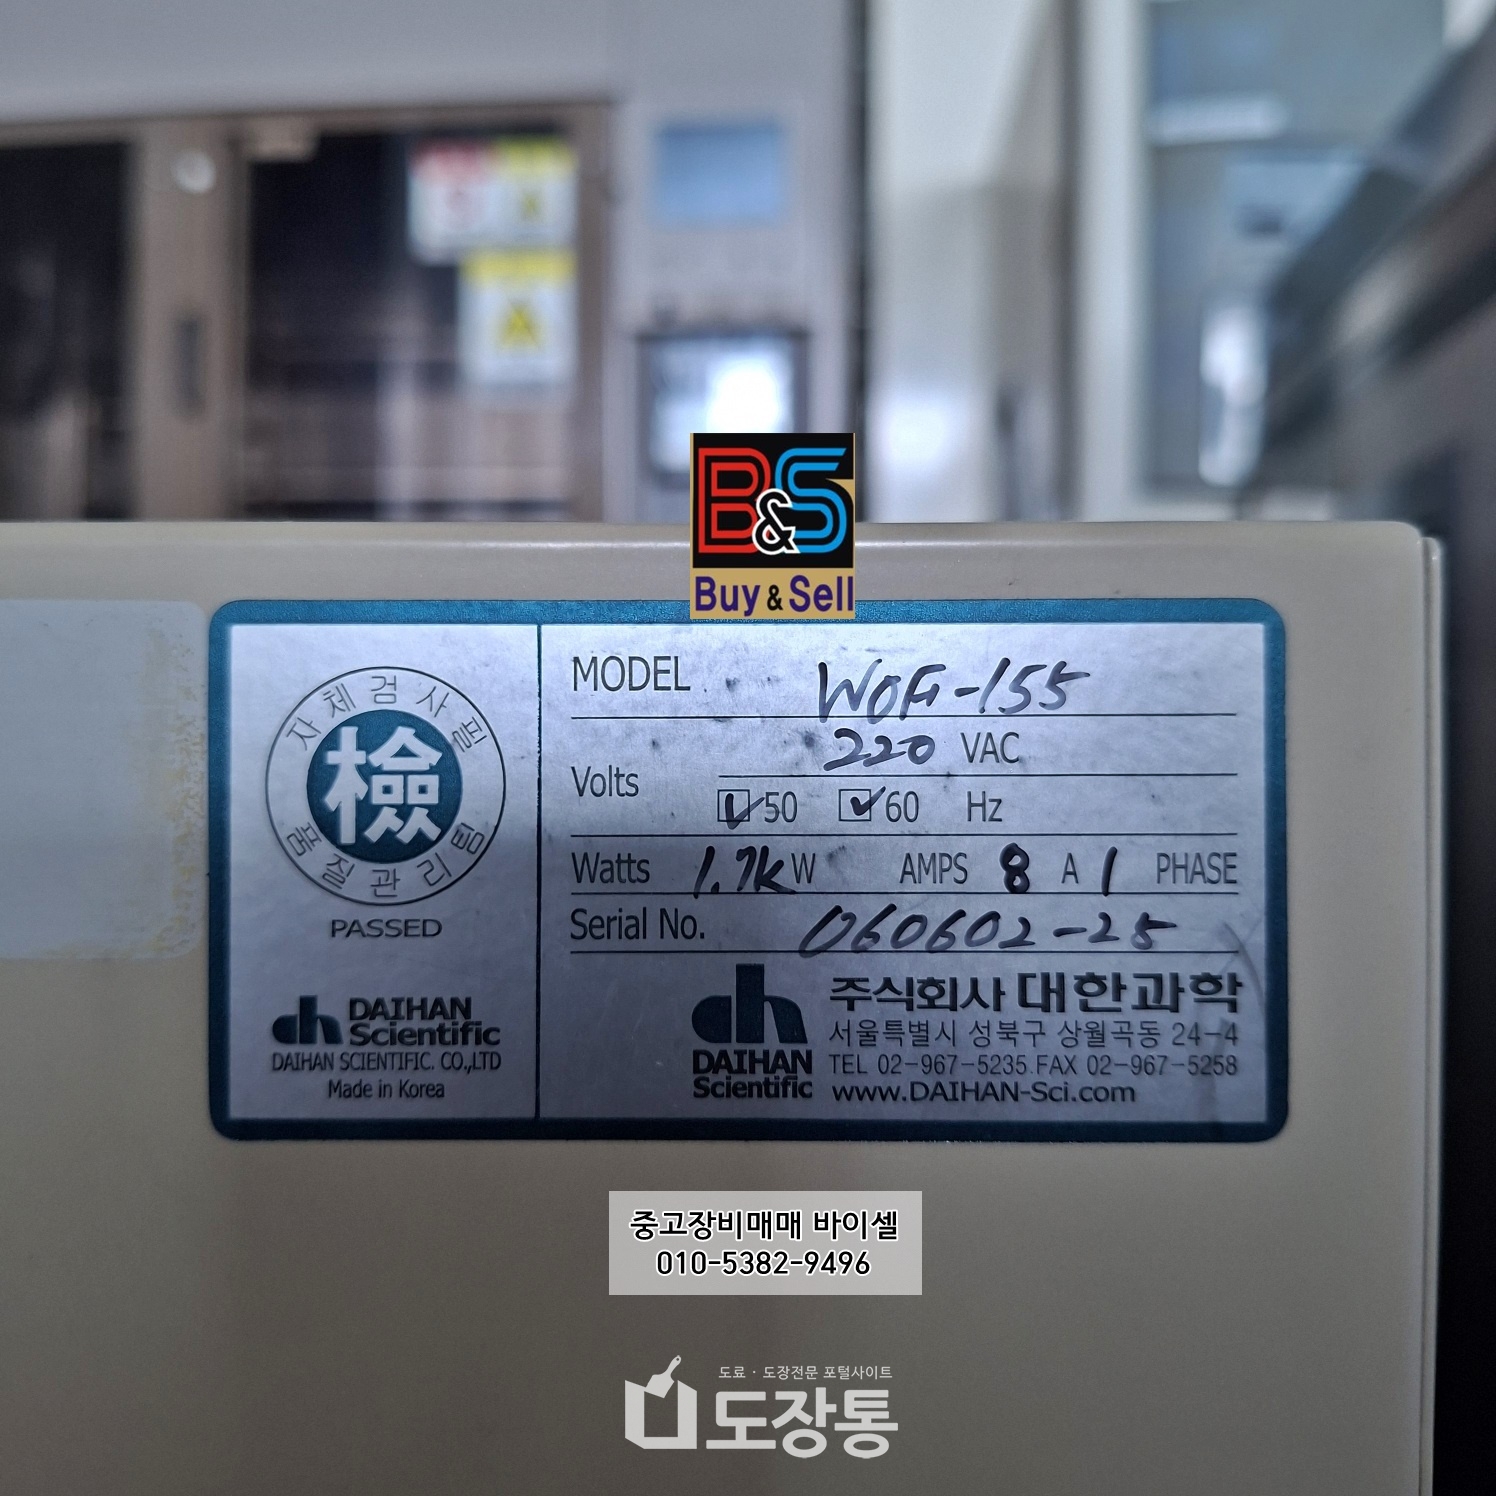 B&S
Buy & Sell
자체검사필
檢
품질관리팀
PASSED
DAIHAN
Scientific
DAIHAN SCIENTIFIC. CO.,LTD
Made in Korea
MODEL WOF-155
Volts 220 VAC
50 60 Hz
Watts 1.7K W AMPS 8 A 1 PHASE
Serial No. 060602-25
dh 주식회사 대한과학
서울특별시 성북구 상월곡동 24-4
DAIHAN TEL 02-967-5235 FAX 02-967-5258
Scientific www.DAIHAN-Sci.com
중고장비매매 바이셀
010-5382-9496
도료 · 도장전문 포털사이트
도장통